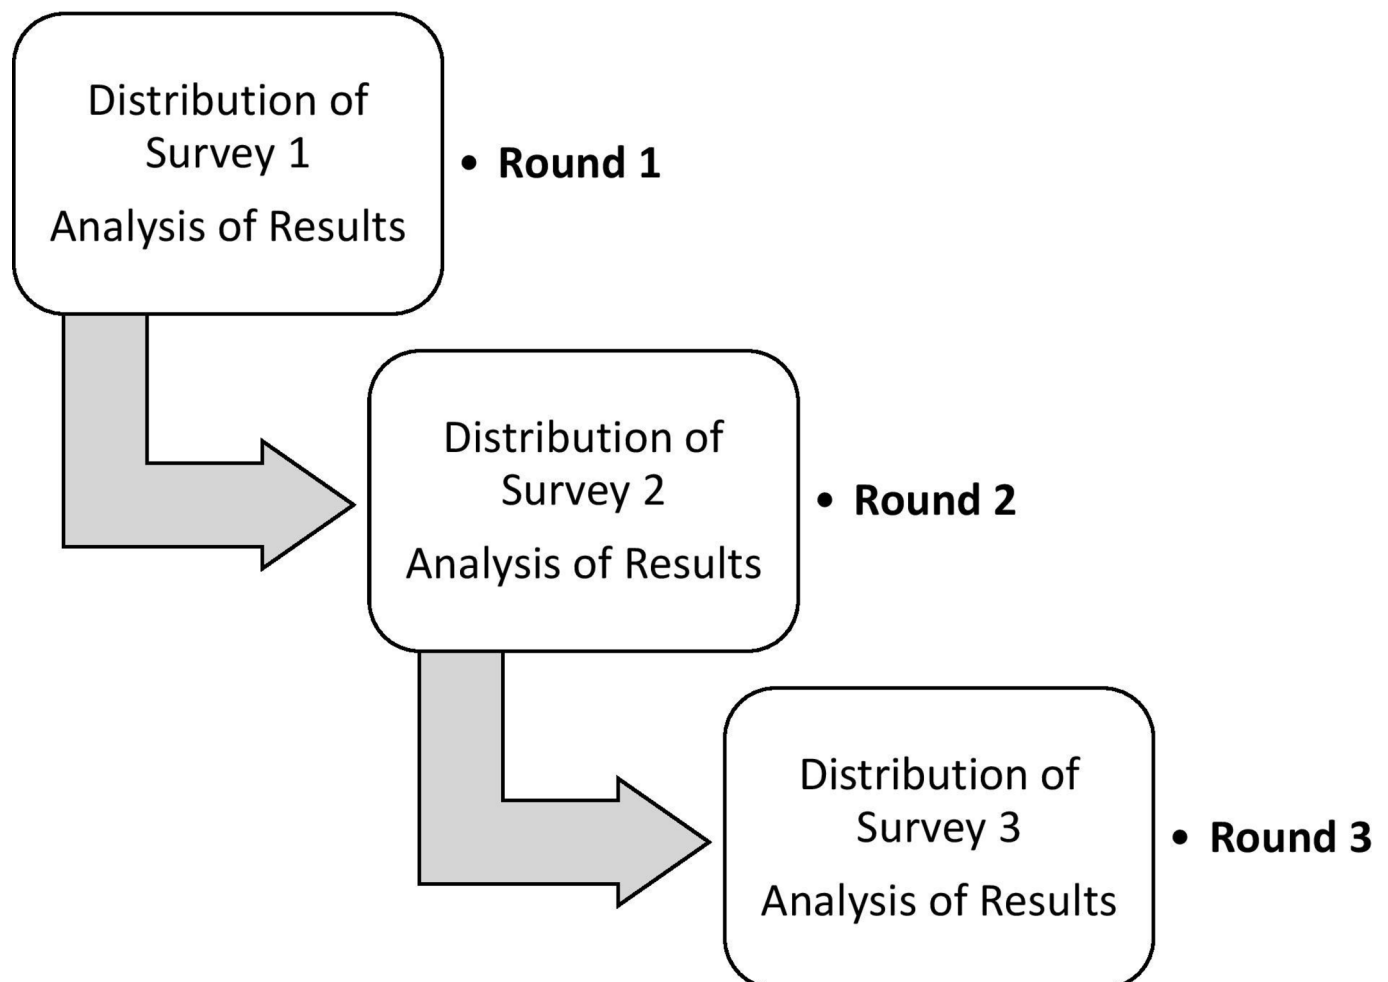 Distribution of
Survey 1
Analysis of Results
• Round 1
Distribution of
Survey 2
Analysis of Results
• Round 2
Distribution of
Survey 3
Analysis of Results
• Round 3